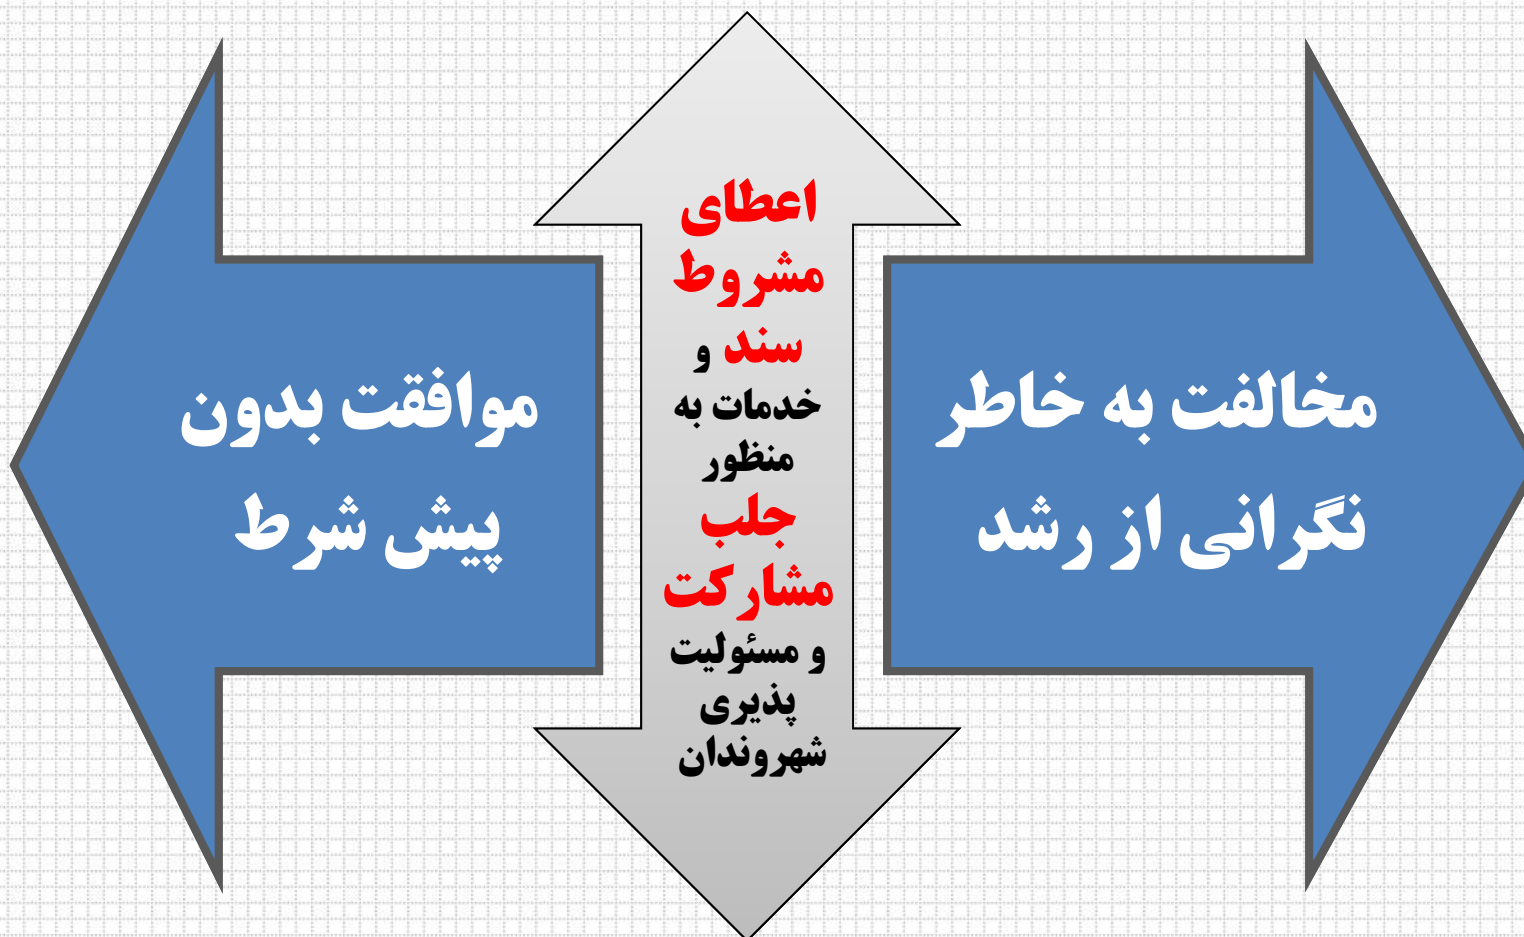 مخالفت به خاطر
نگرانی از رشد
اعطای
مشروط
سند و
خدمات به
منظور
جلب
مشارکت
و مسئولیت
پذیری
شهروندان
موافقت بدون
پیش شرط